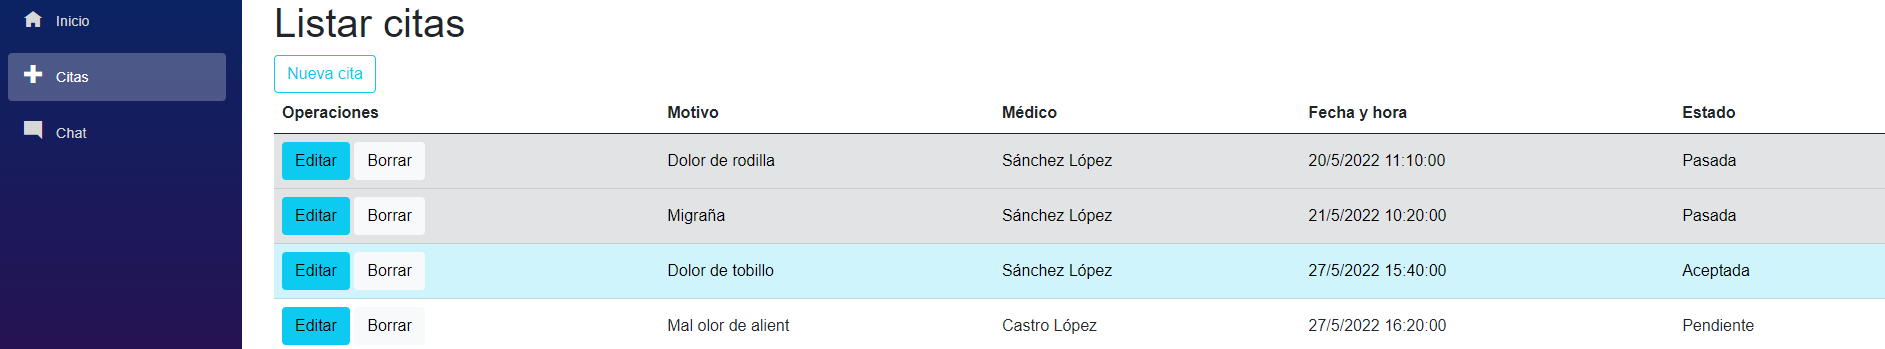 Inicio
Citas
Chat
Listar citas
Nueva cita
Operaciones Motivo Médico Fecha y hora Estado
Editar Borrar Dolor de rodilla Sánchez López 20/5/2022 11:10:00 Pasada
Editar Borrar Migraña Sánchez López 21/5/2022 10:20:00 Pasada
Editar Borrar Dolor de tobillo Sánchez López 27/5/2022 15:40:00 Aceptada
Editar Borrar Mal olor de alient Castro López 27/5/2022 16:20:00 Pendiente